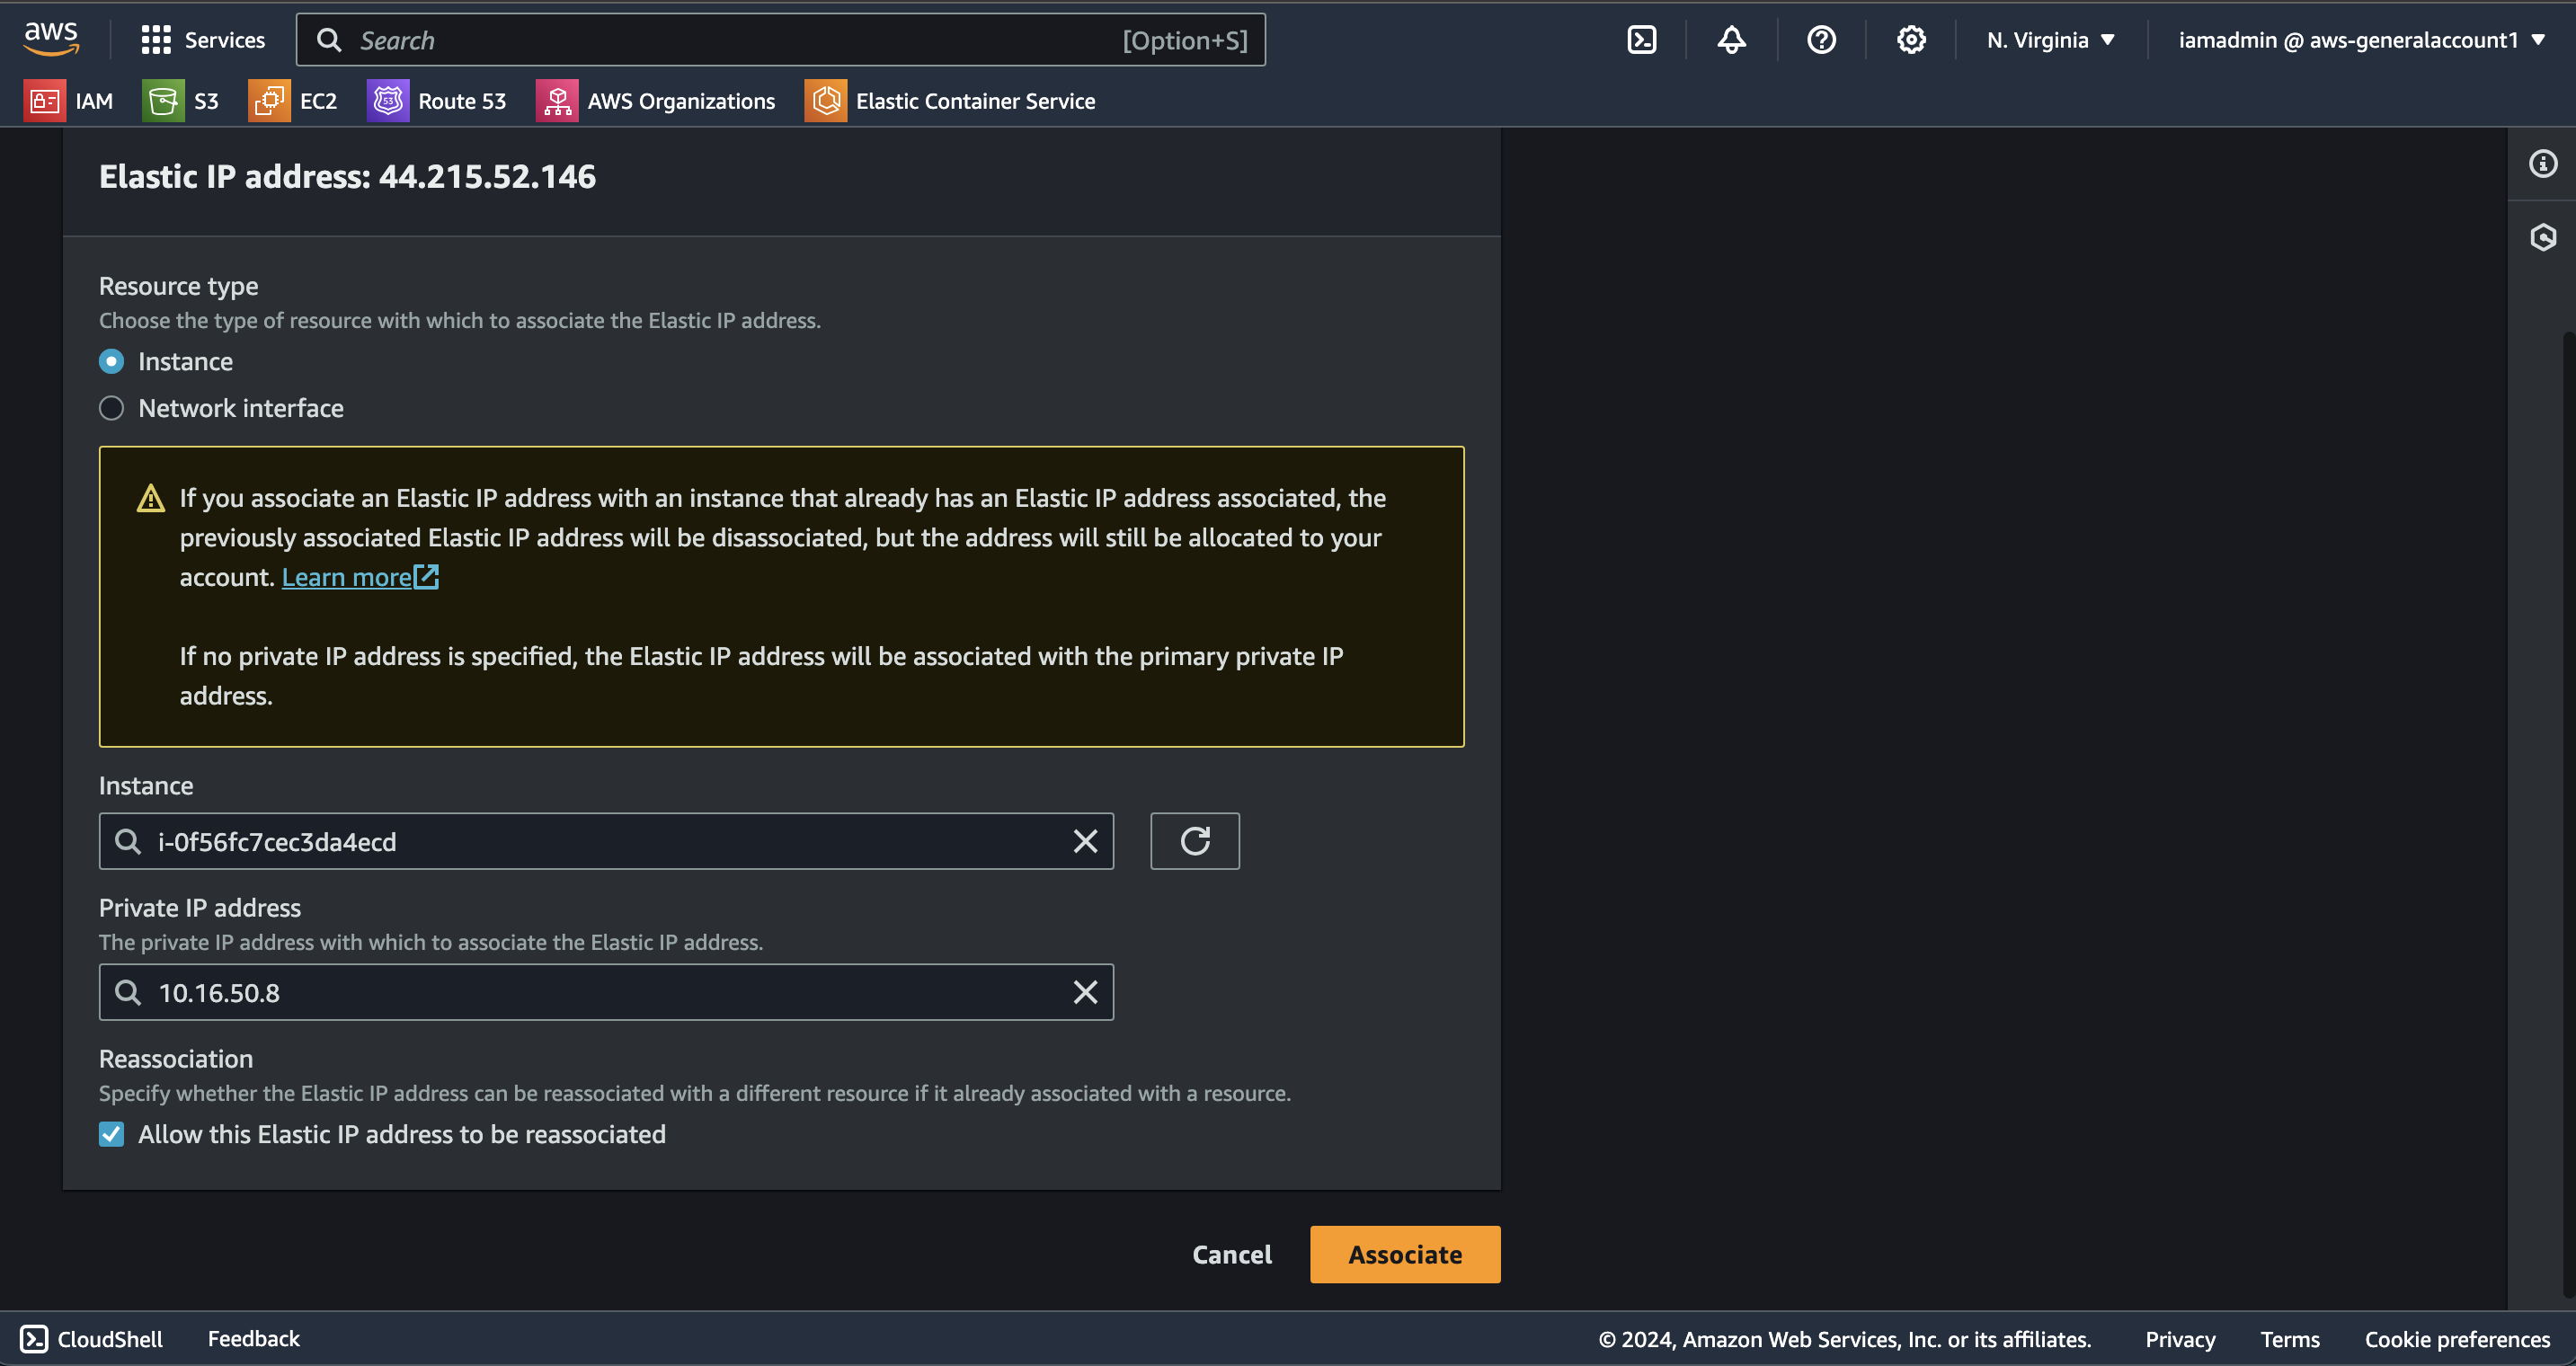 aws Services Search [Option+S] N. Virginia iamadmin @ aws-generalaccount1
IAM S3 EC2 53 Route 53 AWS Organizations Elastic Container Service
Elastic IP address: 44.215.52.146
Resource type
Choose the type of resource with which to associate the Elastic IP address.
Instance
Network interface
If you associate an Elastic IP address with an instance that already has an Elastic IP address associated, the
previously associated Elastic IP address will be disassociated, but the address will still be allocated to your
account. Learn more
If no private IP address is specified, the Elastic IP address will be associated with the primary private IP
address.
Instance
i-0f56fc7cec3da4ecd
Private IP address
The private IP address with which to associate the Elastic IP address.
10.16.50.8
Reassociation
Specify whether the Elastic IP address can be reassociated with a different resource if it already associated with a resource.
Allow this Elastic IP address to be reassociated
Cancel Associate
CloudShell Feedback © 2024, Amazon Web Services, Inc. or its affiliates. Privacy Terms Cookie preferences